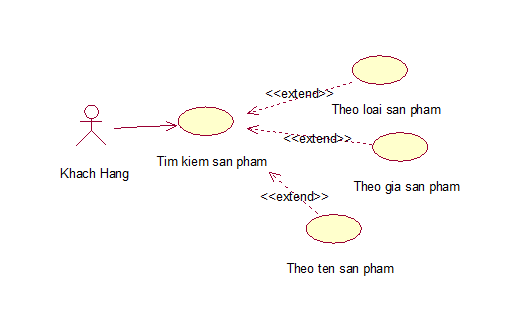 <<extend>>
Theo loai san pham
<<extend>>
Tim kiem san pham
Khach Hang
Theo gia san pham
<<extend>>
Theo ten san pham